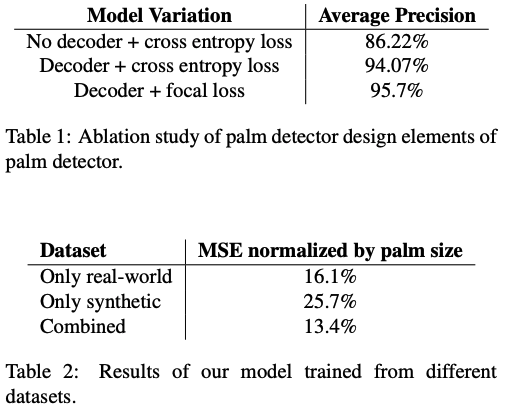 Model Variation Average Precision
No decoder + cross entropy loss 86.22%
Decoder + cross entropy loss 94.07%
Decoder + focal loss 95.7%
Table 1: Ablation study of palm detector design elements of
palm detector.
Dataset MSE normalized by palm size
Only real-world 16.1%
Only synthetic 25.7%
Combined 13.4%
Table 2: Results of our model trained from different
datasets.